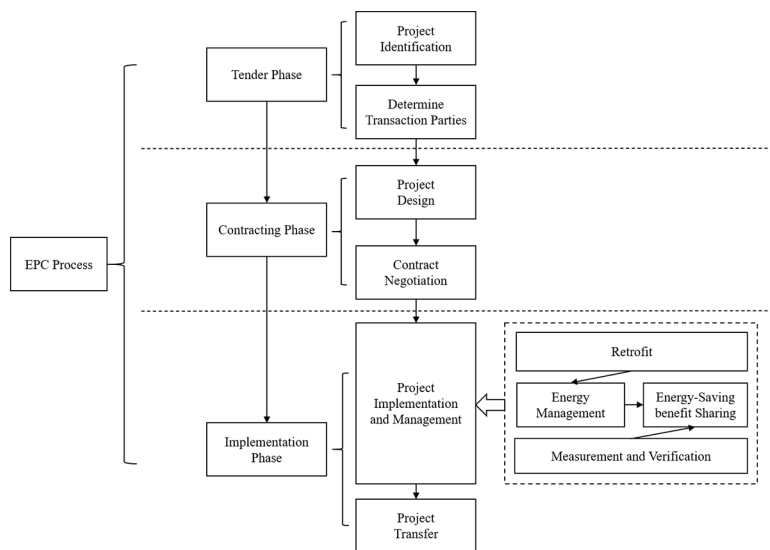 EPC Process
Tender Phase
Project
Identification
Determine
Transaction Parties
Contracting Phase
Project
Design
Contract
Negotiation
Implementation
Phase
Project
Implementation
and Management
Project
Transfer
Retrofit
Energy
Management
Energy-Saving
benefit Sharing
Measurement and Verification